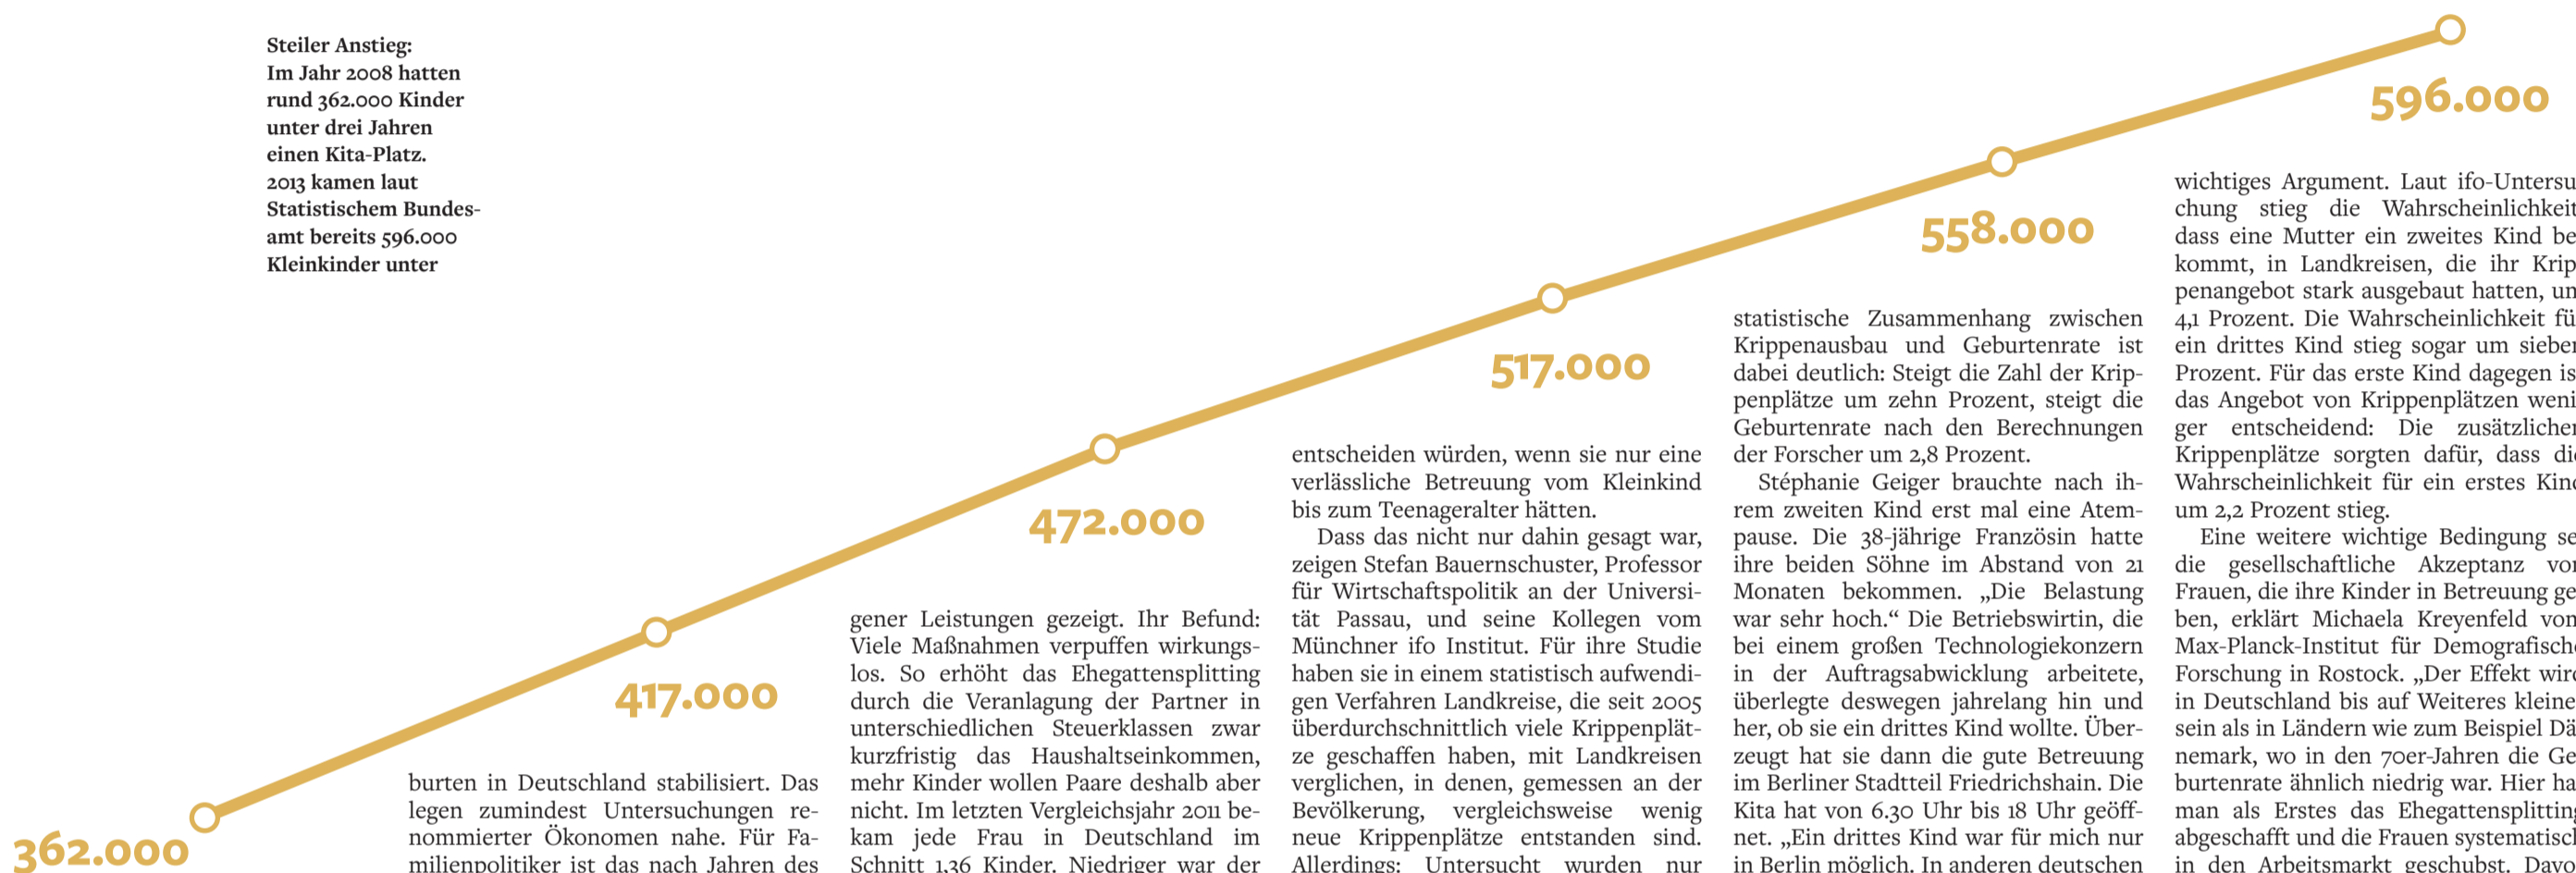 Steiler Anstieg:
Im Jahr 2008 hatten
rund 362.000 Kinder
unter drei Jahren
einen Kita-Platz.
2013 kamen laut
Statistischem Bundes-
amt bereits 596.000
Kleinkinder unter
362.000
417.000
472.000
517.000
558.000
596.000
burten in Deutschland stabilisiert. Das
legen zumindest Untersuchungen re-
nommierter Ökonomen nahe. Für Fa-
milienpolitiker ist das nach Jahren des
gener Leistungen gezeigt. Ihr Befund:
Viele Maßnahmen verpuffen wirkungs-
los. So erhöht das Ehegattensplitting
durch die Veranlagung der Partner in
unterschiedlichen Steuerklassen zwar
kurzfristig das Haushaltseinkommen,
mehr Kinder wollen Paare deshalb aber
nicht. Im letzten Vergleichsjahr 2011 be-
kam jede Frau in Deutschland im
Schnitt 1,36 Kinder. Niedriger war der
entscheiden würden, wenn sie nur eine
verlässliche Betreuung vom Kleinkind
bis zum Teenageralter hätten.
Dass das nicht nur dahin gesagt war,
zeigen Stefan Bauernschuster, Professor
für Wirtschaftspolitik an der Universi-
tät Passau, und seine Kollegen vom
Münchner ifo Institut. Für ihre Studie
haben sie in einem statistisch aufwendi-
gen Verfahren Landkreise, die seit 2005
überdurchschnittlich viele Krippenplät-
ze geschaffen haben, mit Landkreisen
verglichen, in denen, gemessen an der
Bevölkerung, vergleichsweise wenig
neue Krippenplätze entstanden sind.
Allerdings: Untersucht wurden nur
statistische Zusammenhang zwischen
Krippenausbau und Geburtenrate ist
dabei deutlich: Steigt die Zahl der Krip-
penplätze um zehn Prozent, steigt die
Geburtenrate nach den Berechnungen
der Forscher um 2,8 Prozent.
Stéphanie Geiger brauchte nach ih-
rem zweiten Kind erst mal eine Atem-
pause. Die 38-jährige Französin hatte
ihre beiden Söhne im Abstand von 21
Monaten bekommen. „Die Belastung
war sehr hoch.“ Die Betriebswirtin, die
bei einem großen Technologiekonzern
in der Auftragsabwicklung arbeitete,
überlegte deswegen jahrelang hin und
her, ob sie ein drittes Kind wollte. Über-
zeugt hat sie dann die gute Betreuung
im Berliner Stadtteil Friedrichshain. Die
Kita hat von 6.30 Uhr bis 18 Uhr geöff-
net. „Ein drittes Kind war für mich nur
in Berlin möglich. In anderen deutschen
wichtiges Argument. Laut ifo-Untersu
chung stieg die Wahrscheinlichkeit
dass eine Mutter ein zweites Kind be
kommt, in Landkreisen, die ihr Krip
penangebot stark ausgebaut hatten, um
4,1 Prozent. Die Wahrscheinlichkeit fü
ein drittes Kind stieg sogar um sieben
Prozent. Für das erste Kind dagegen is
das Angebot von Krippenplätzen weni
ger entscheidend: Die zusätzlichen
Krippenplätze sorgten dafür, dass die
Wahrscheinlichkeit für ein erstes Kind
um 2,2 Prozent stieg.
Eine weitere wichtige Bedingung se
die gesellschaftliche Akzeptanz von
Frauen, die ihre Kinder in Betreuung ge
ben, erklärt Michaela Kreyenfeld vom
Max-Planck-Institut für Demografische
Forschung in Rostock. „Der Effekt wird
in Deutschland bis auf Weiteres kleine
sein als in Ländern wie zum Beispiel Dä
nemark, wo in den 70er-Jahren die Ge
burtenrate ähnlich niedrig war. Hier ha
man als Erstes das Ehegattensplitting
abgeschafft und die Frauen systematisch
in den Arbeitsmarkt geschubst. Davo